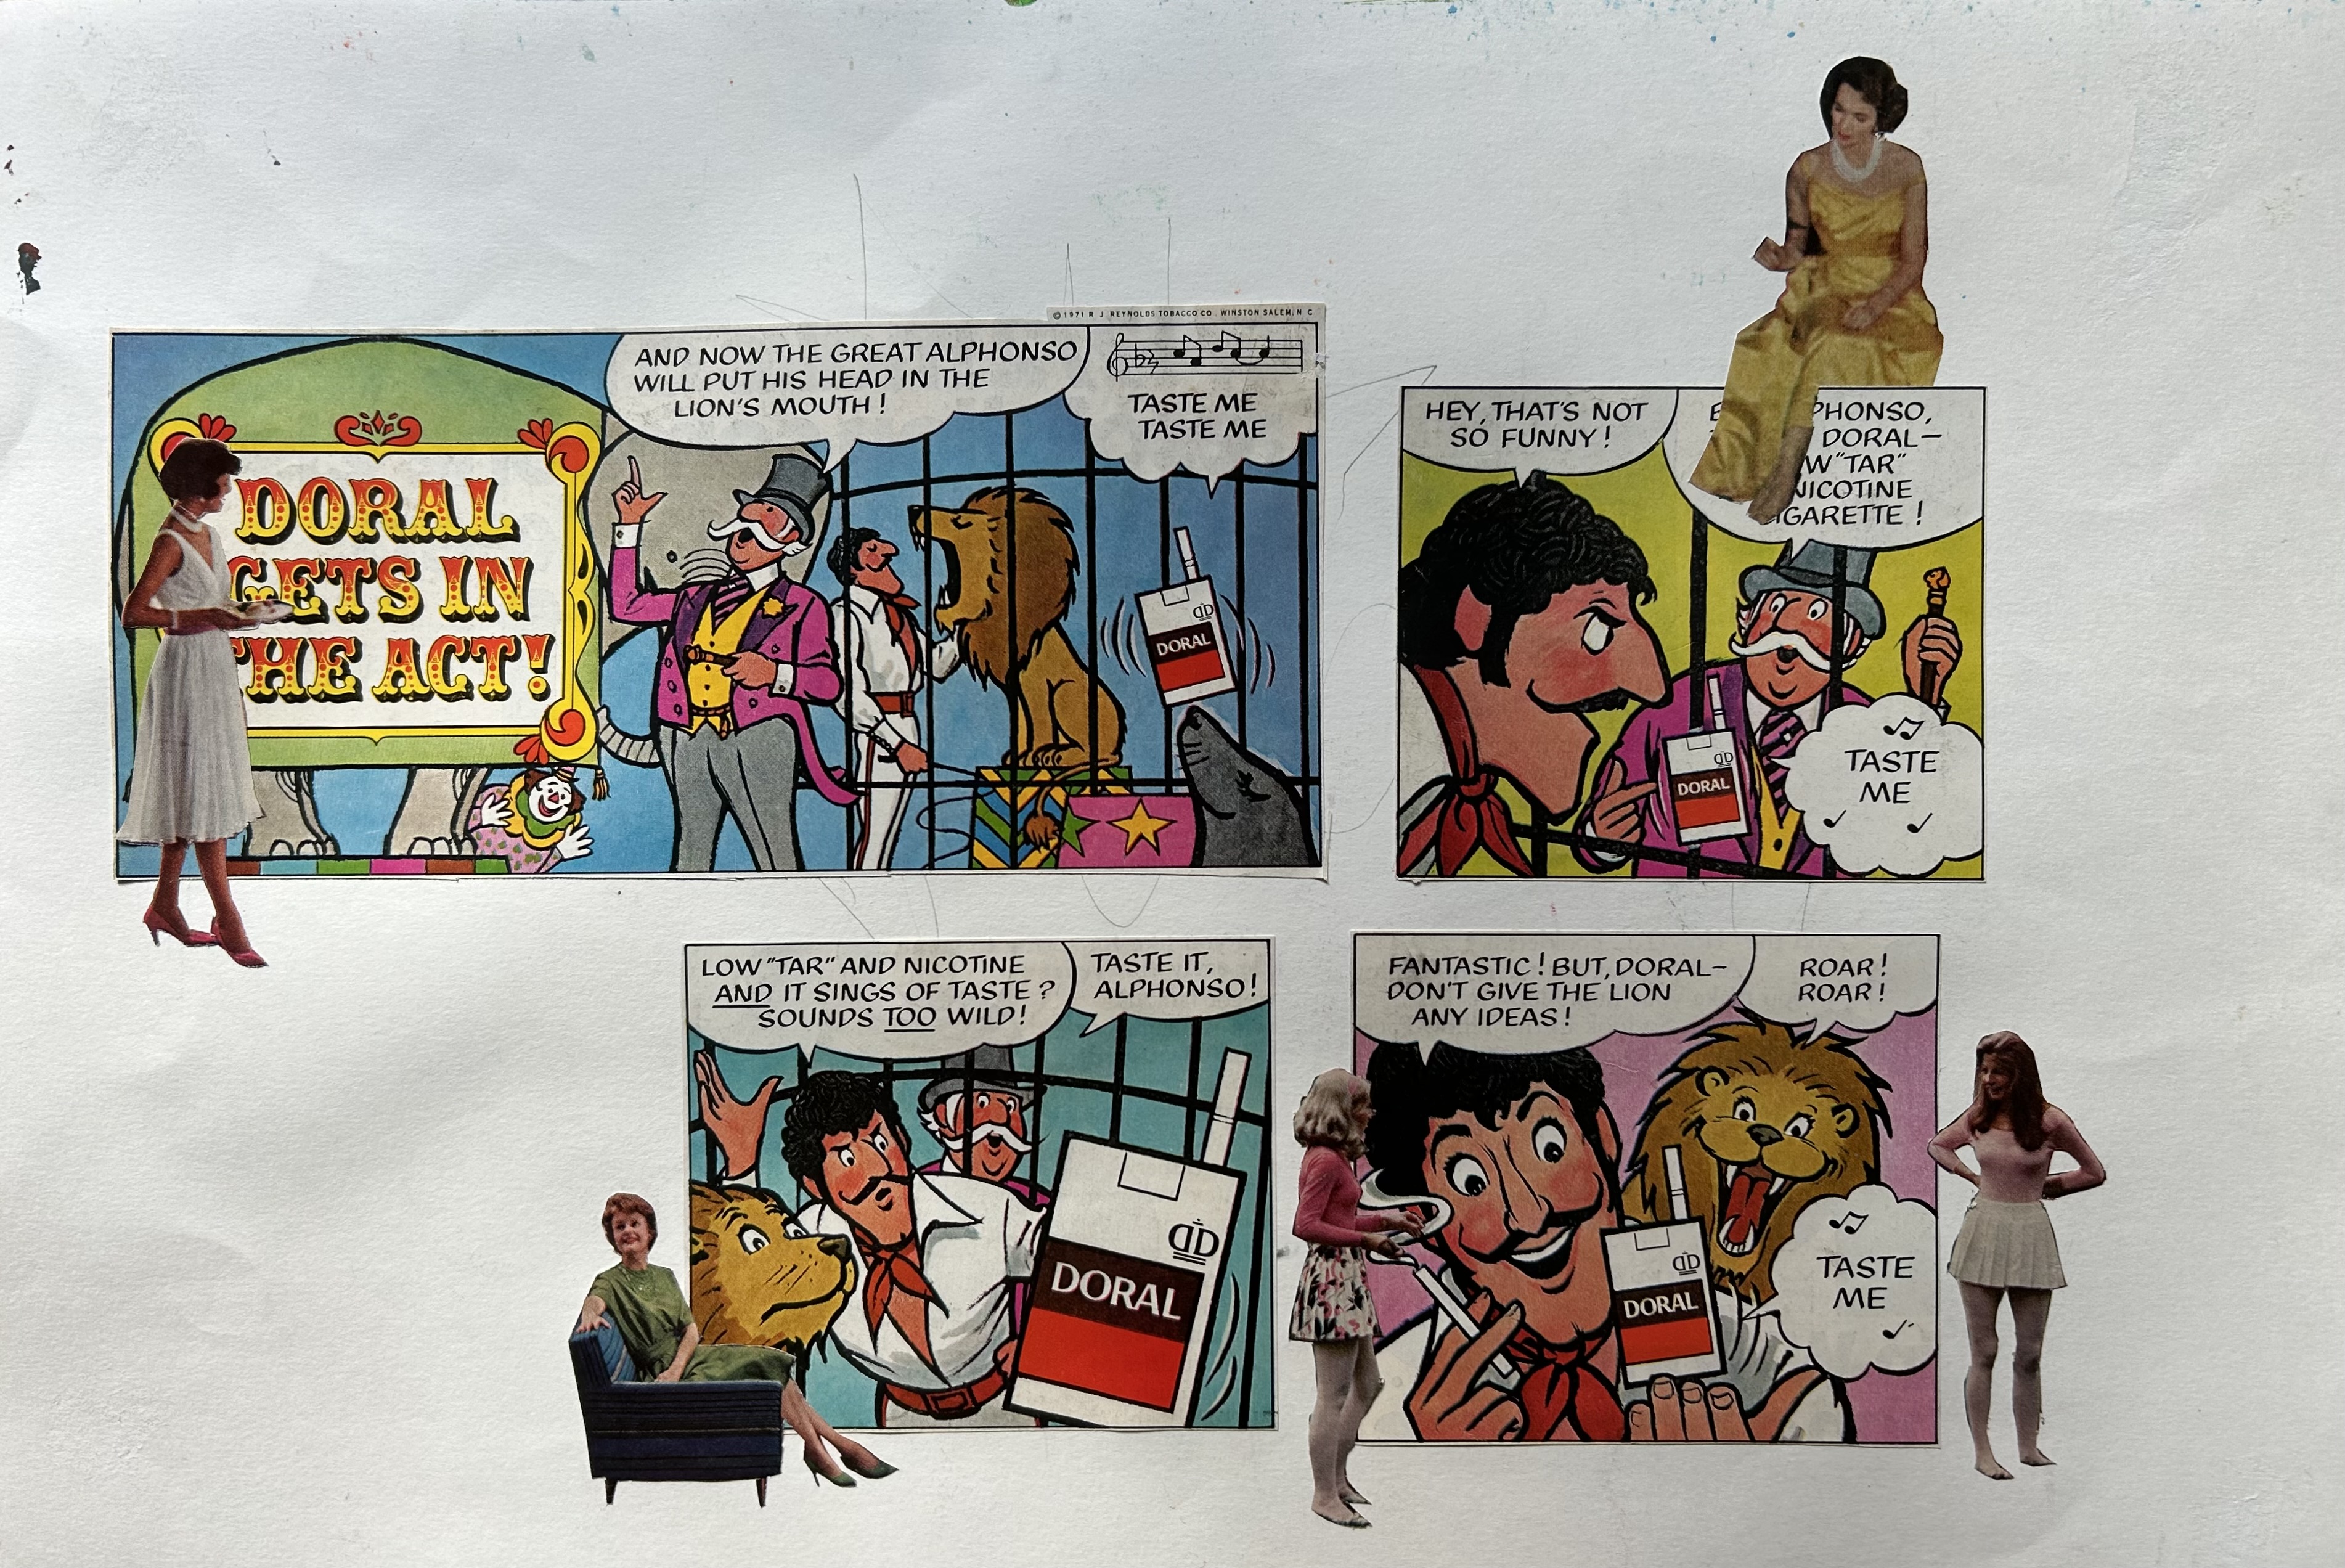 © 1971 R. J. REYNOLDS TOBACCO CO., WINSTON SALEM, N. C.
DORAL
GETS IN
THE ACT!
AND NOW THE GREAT ALPHONSO
WILL PUT HIS HEAD IN THE
LION'S MOUTH!
TASTE ME
TASTE ME
DORAL
HEY, THAT'S NOT
SO FUNNY!
DORAL—
"TAR"
NICOTINE
!
DORAL
TASTE
ME
LOW "TAR" AND NICOTINE
AND IT SINGS OF TASTE?
SOUNDS TOO WILD!
TASTE IT,
ALPHONSO!
DORAL
FANTASTIC! BUT, DORAL—
DON'T GIVE THE LION
ANY IDEAS!
ROAR!
ROAR!
DORAL
TASTE
ME